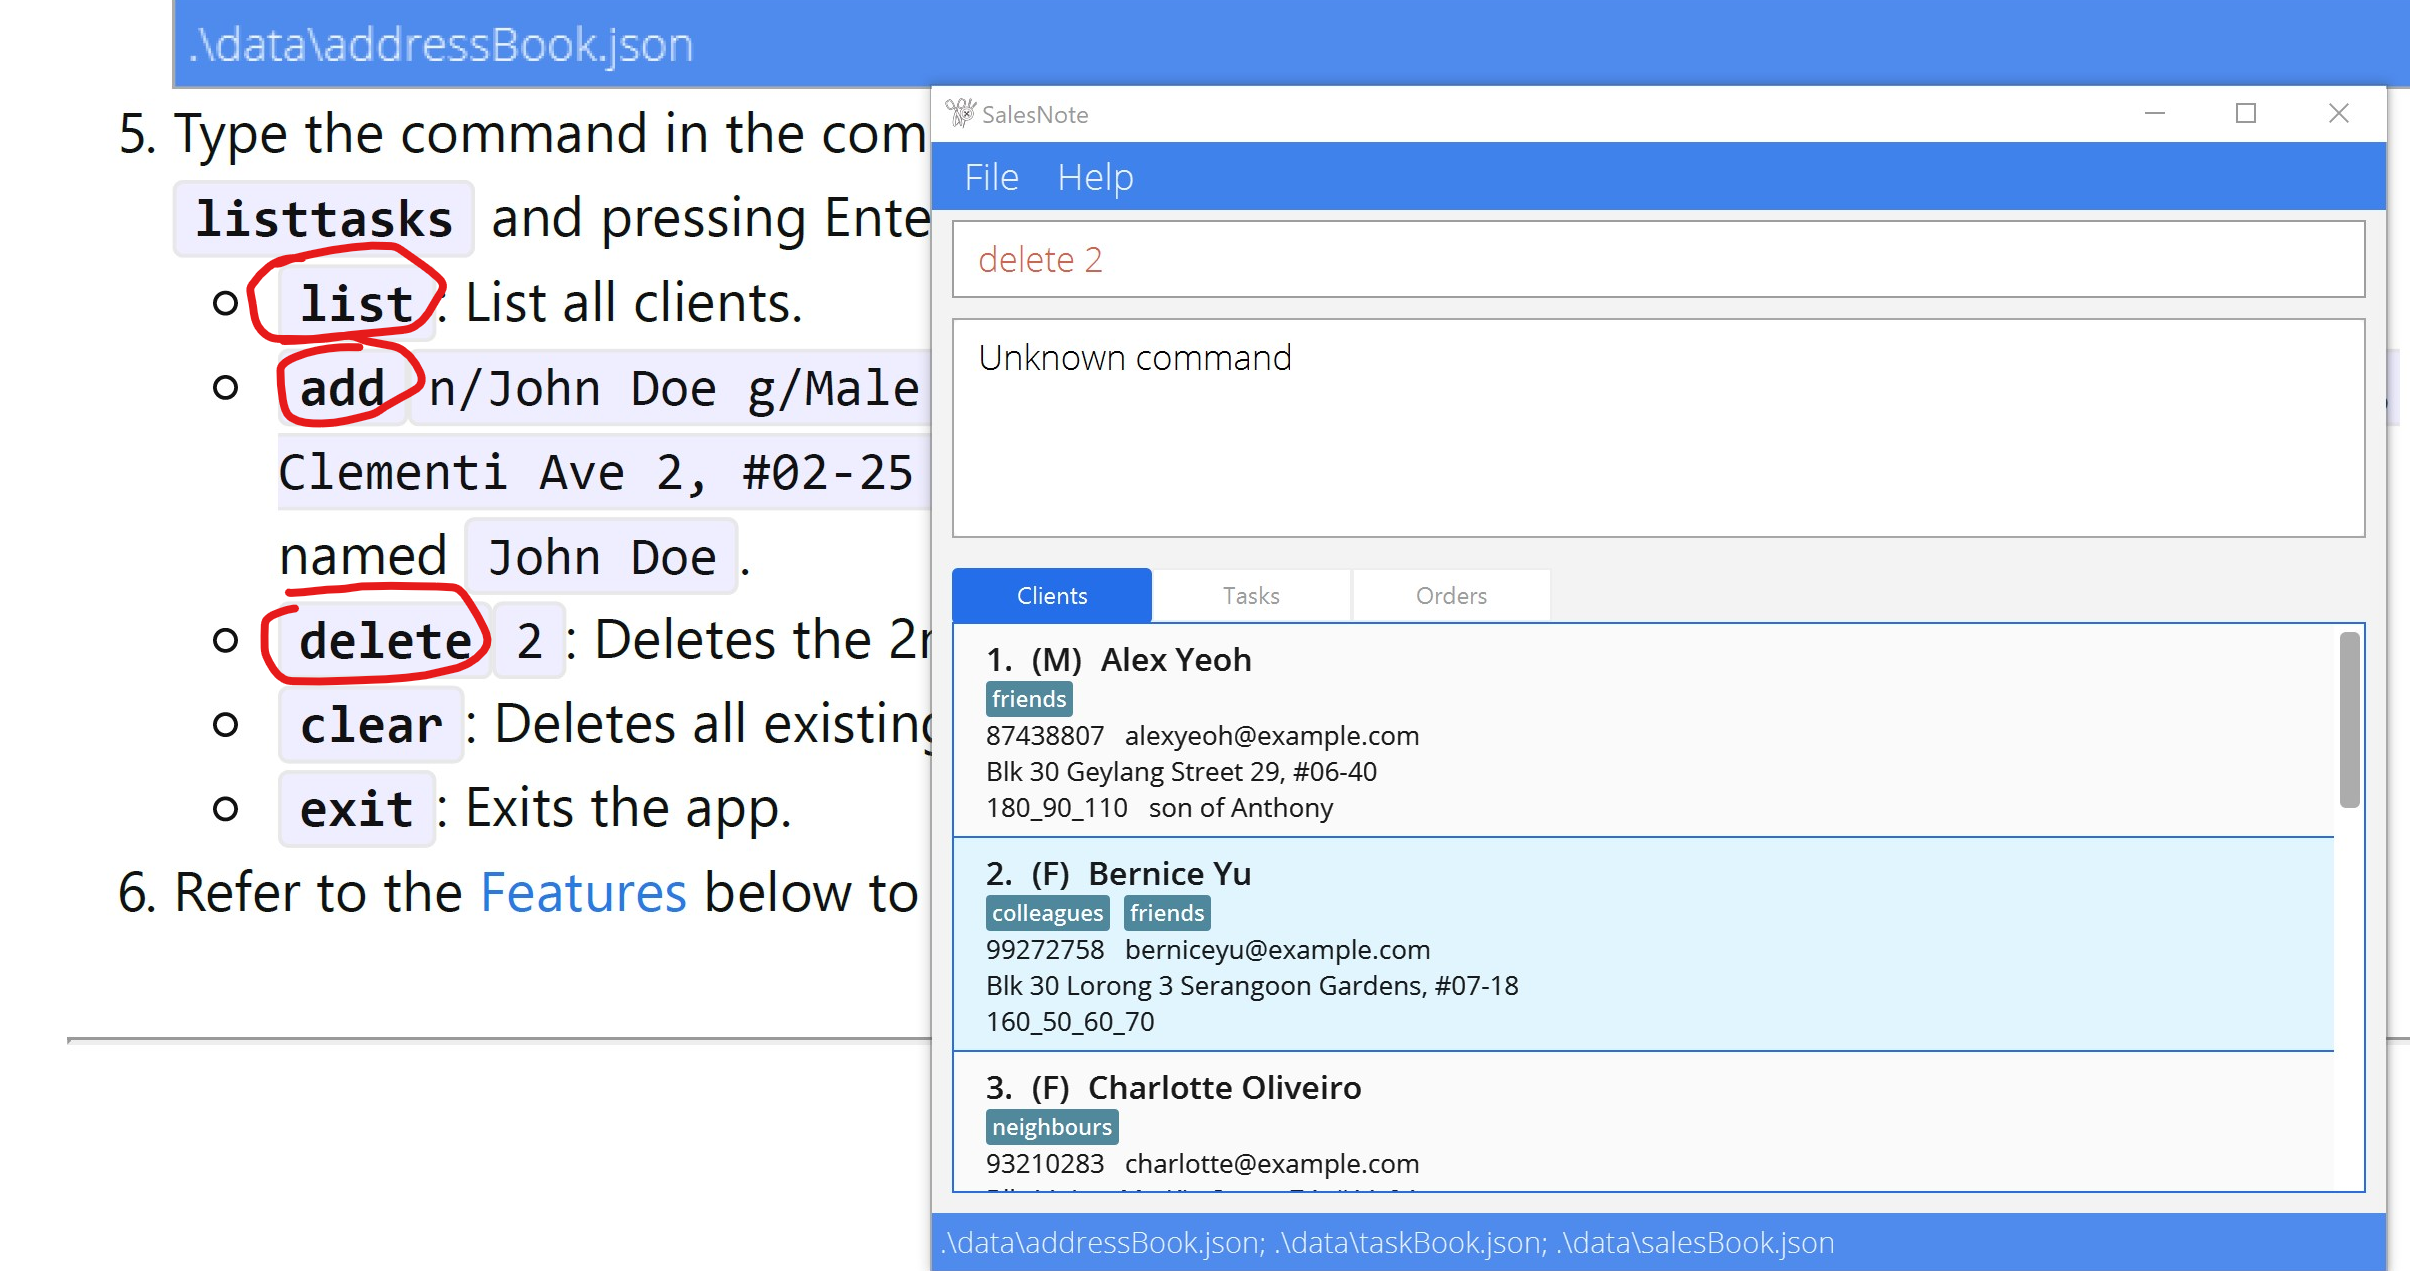 .\data\addressBook.json
5. Type the command in the com
listtasks and pressing Ente
list : List all clients.
add n/John Doe g/Male
Clementi Ave 2, #02-25
named John Doe .
delete 2 : Deletes the 2n
clear : Deletes all existing
exit : Exits the app.
6. Refer to the Features below to
SalesNote
File Help
delete 2
Unknown command
Clients Tasks Orders
1. (M) Alex Yeoh
friends
87438807 alexyeoh@example.com
Blk 30 Geylang Street 29, #06-40
180_90_110 son of Anthony
2. (F) Bernice Yu
colleagues friends
99272758 berniceyu@example.com
Blk 30 Lorong 3 Serangoon Gardens, #07-18
160_50_60_70
3. (F) Charlotte Oliveiro
neighbours
93210283 charlotte@example.com
.\data\addressBook.json; .\data\taskBook.json; .\data\salesBook.json